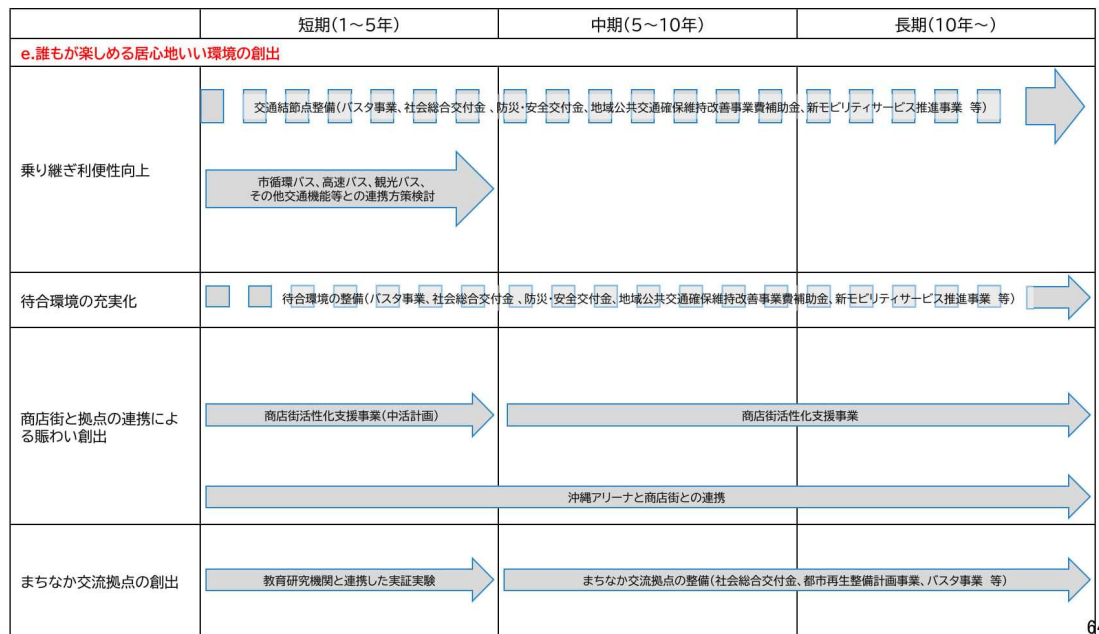 短期(1～5年)
中期(5～10年)
長期(10年～)
e.誰もが楽しめる居心地いい環境の創出
乗り継ぎ利便性向上
交通結節点整備(バスタ事業、社会総合交付金、防災・安全交付金、地域公共交通確保維持改善事業費補助金、新モビリティサービス推進事業 等)
市循環バス、高速バス、観光バス、
その他交通機能等との連携方策検討
待合環境の充実化
待合環境の整備(バスタ事業、社会総合交付金、防災・安全交付金、地域公共交通確保維持改善事業費補助金、新モビリティサービス推進事業 等)
商店街と拠点の連携によ
る賑わい創出
商店街活性化支援事業(中活計画)
商店街活性化支援事業
沖縄アリーナと商店街との連携
まちなか交流拠点の創出
教育研究機関と連携した実証実験
まちなか交流拠点の整備(社会総合交付金、都市再生整備計画事業、バスタ事業 等)
64